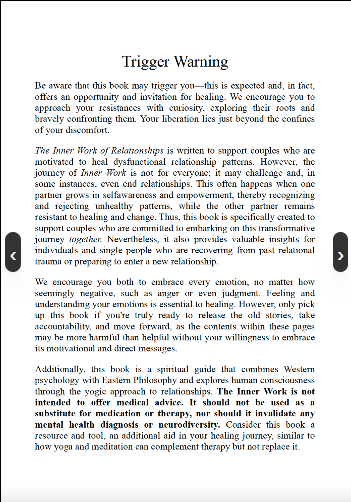 Trigger Warning
Be aware that this book may trigger you—this is expected and, in fact,
offers an opportunity and invitation for healing. We encourage you to
approach your resistances with curiosity, exploring their roots and
bravely confronting them. Your liberation lies just beyond the confines
of your discomfort.
The Inner Work of Relationships is written to support couples who are
motivated to heal dysfunctional relationship patterns. However, the
journey of Inner Work is not for everyone; it may challenge and, in
some instances, even end relationships. This often happens when one
partner grows in selfawareness and empowerment, thereby recognizing
and rejecting unhealthy patterns, while the other partner remains
resistant to healing and change. Thus, this book is specifically created to
support couples who are committed to embarking on this transformative
journey together. Nevertheless, it also provides valuable insights for
individuals and single people who are recovering from past relational
trauma or preparing to enter a new relationship.
We encourage you both to embrace every emotion, no matter how
seemingly negative, such as anger or even judgment. Feeling and
understanding your emotions is essential to healing. However, only pick
up this book if you're truly ready to release the old stories, take
accountability, and move forward, as the contents within these pages
may be more harmful than helpful without your willingness to embrace
its motivational and direct messages.
Additionally, this book is a spiritual guide that combines Western
psychology with Eastern Philosophy and explores human consciousness
through the yogic approach to relationships. The Inner Work is not
intended to offer medical advice. It should not be used as a
substitute for medication or therapy, nor should it invalidate any
mental health diagnosis or neurodiversity. Consider this book a
resource and tool, an additional aid in your healing journey, similar to
how yoga and meditation can complement therapy but not replace it.